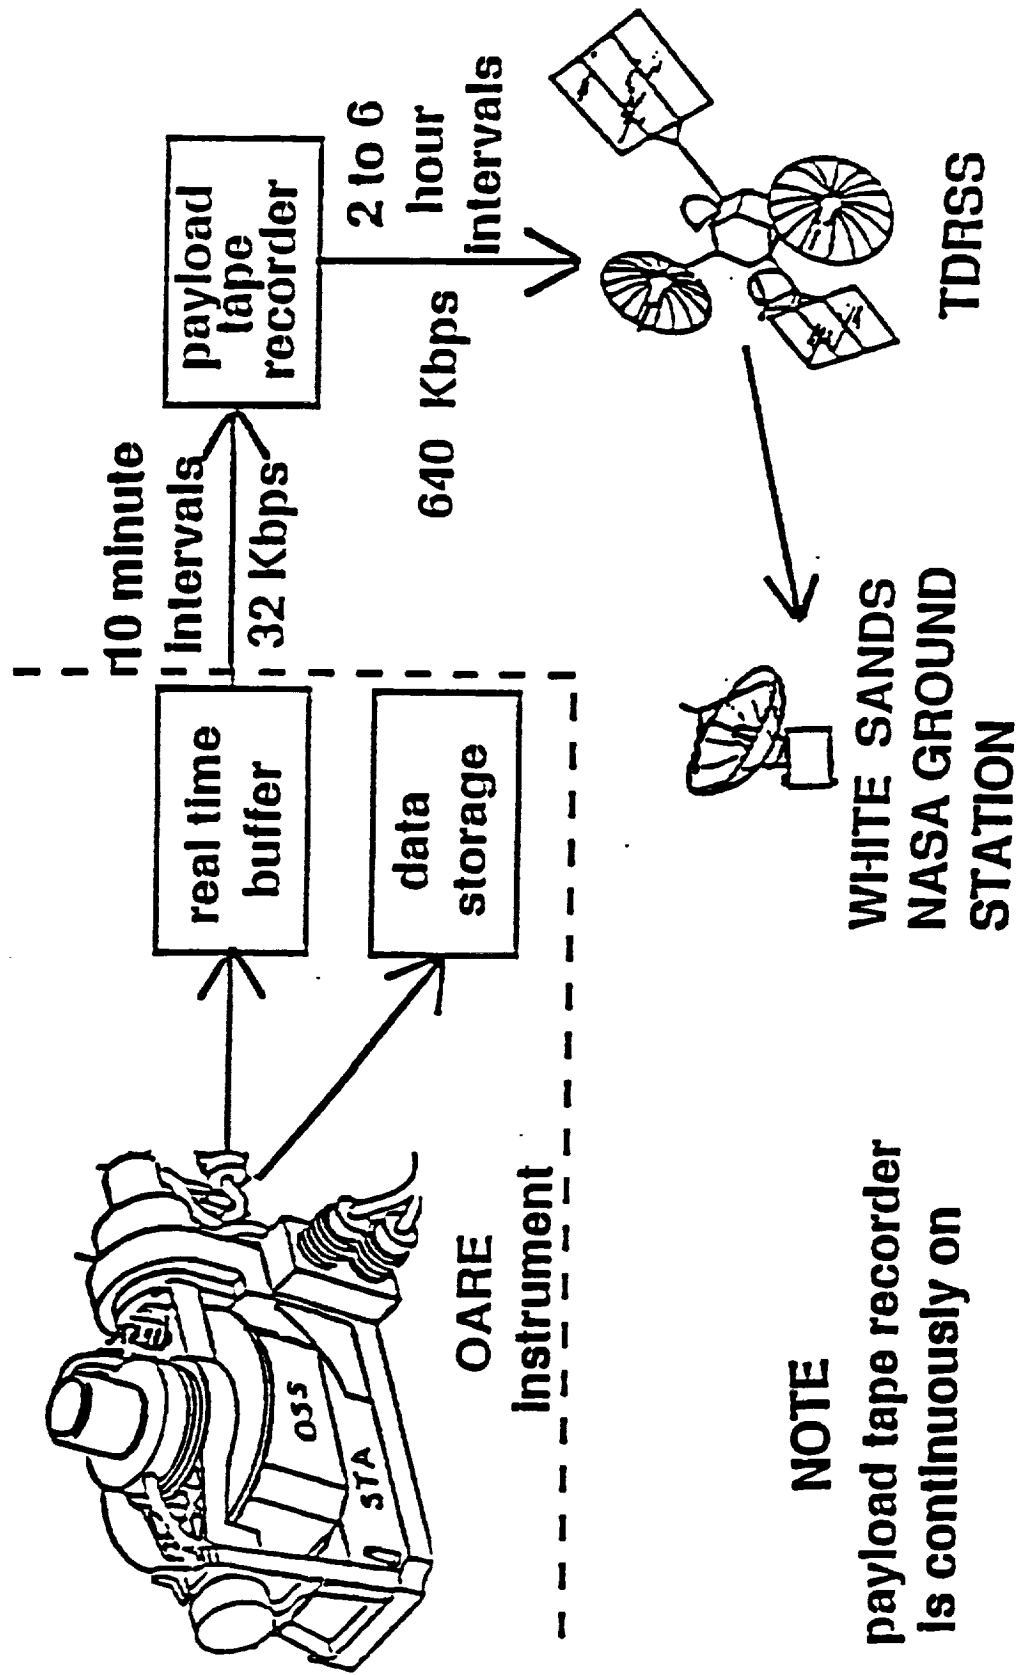 OSS
STA
OARE
instrument
real time
buffer
data
storage
10 minute
intervals
32 Kbps
payload
tape
recorder
640 Kbps
2 to 6
hour
intervals
TDRSS
WHITE SANDS
NASA GROUND
STATION
NOTE
payload tape recorder
is continuously on